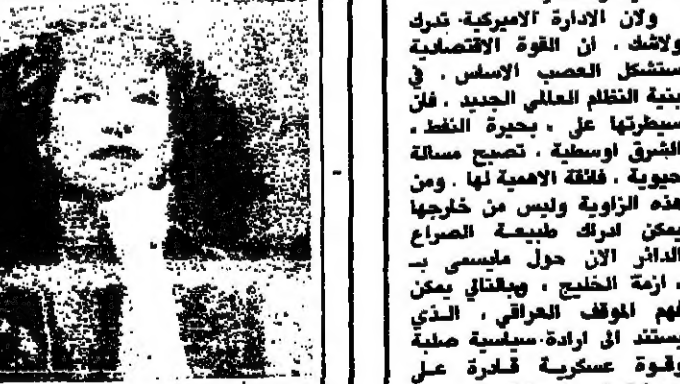 ولان الادارة الاميركية تدرك
ولاشك ، ان القوة الاقتصادية
ستشكل العصب الاساس ، في
بنية النظام العالمي الجديد ، فان
سيطرتها على ، بحيرة النفط ،
الشرق اوسطية ، تصبح مسالة
حيوية ، فائقة الاهمية لها . ومن
هذه الزاوية وليس من خارجها
يمكن ادراك طبيعة الصراع
الدائر الان حول مايسمى بـ
، ازمة الخليج ، وبالتالي يمكن
فهم الموقف العراقي ، الذي
يستند الى ارادة سياسية صلبة
وقوة عسكرية قادرة على